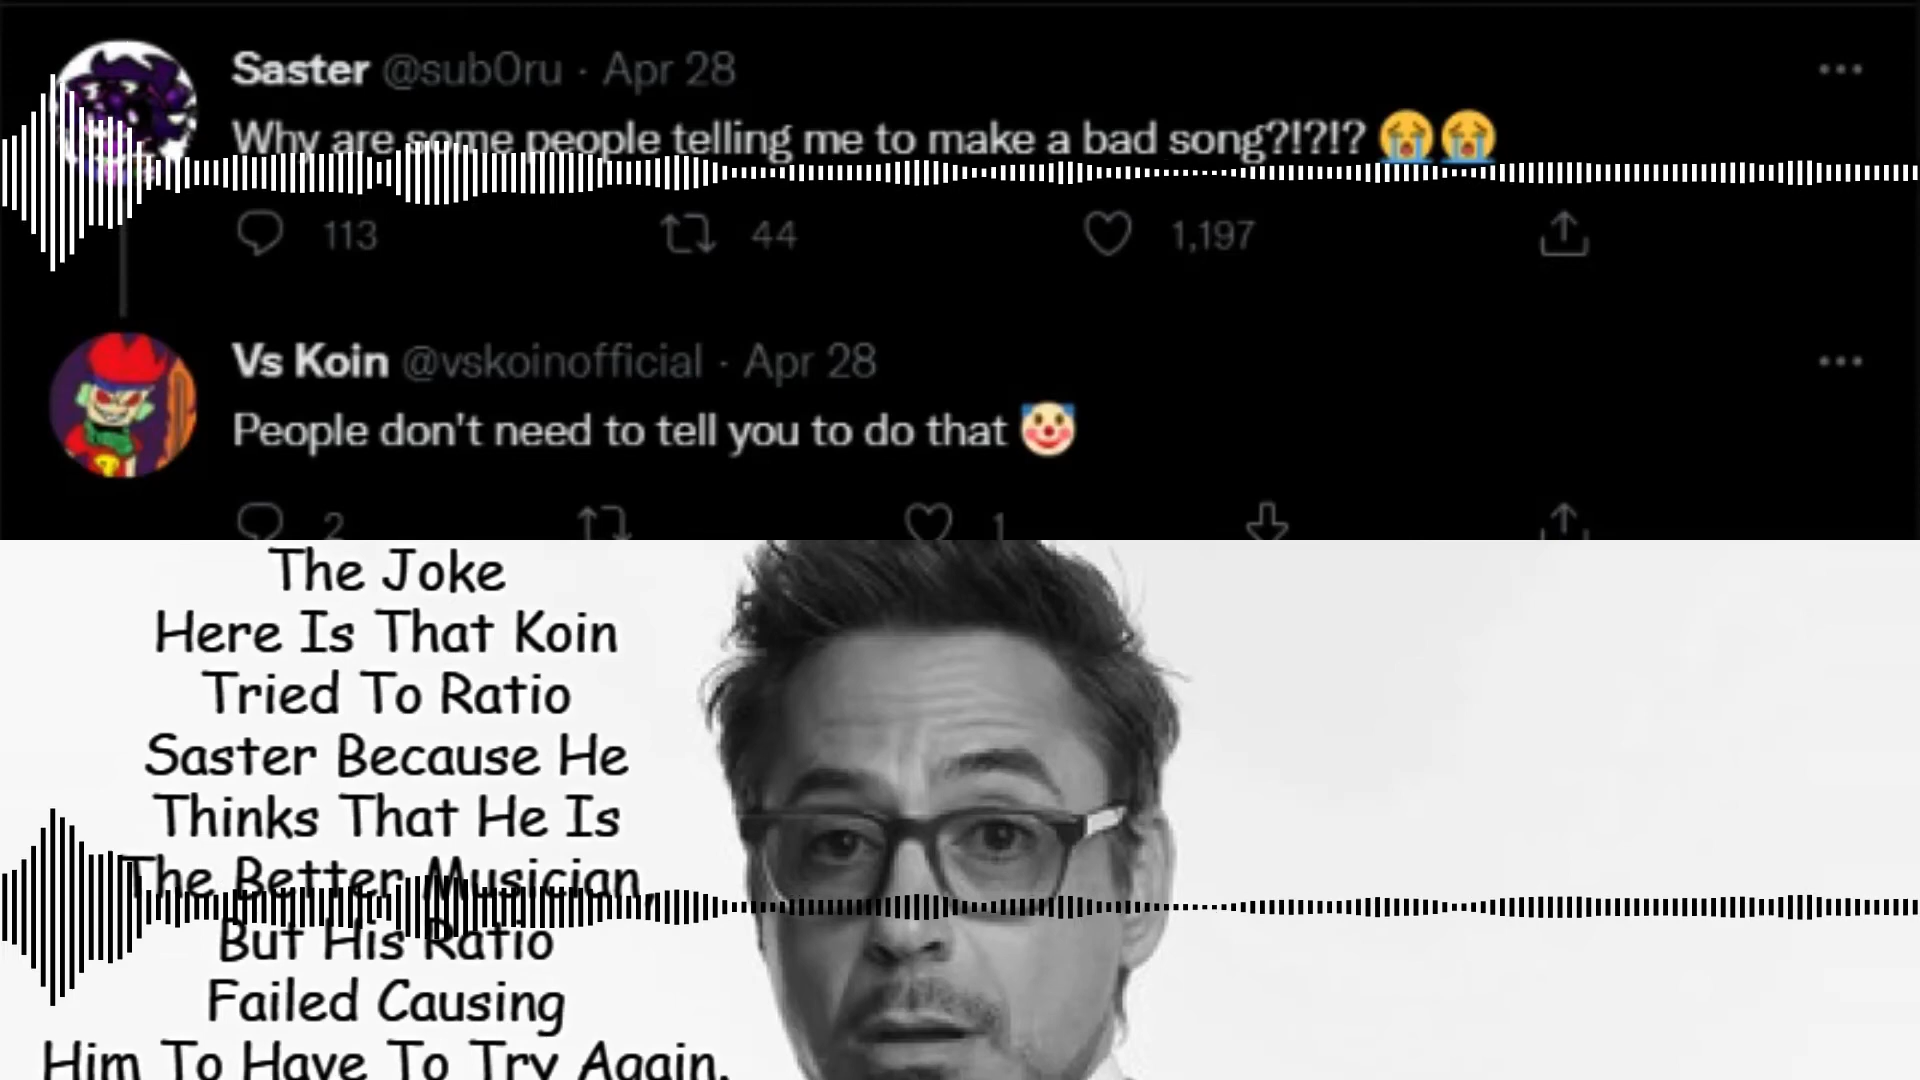 Saster @sub0ru · Apr 28
Why are some people telling me to make a bad song?!?!? 😭😭
113 44 1,197
Vs Koin @vskoinofficial · Apr 28
People don't need to tell you to do that 🤡
2 1
The Joke
Here Is That Koin
Tried To Ratio
Saster Because He
Thinks That He Is
The Better Musician,
But His Ratio
Failed Causing
Him To Have To Try Again.